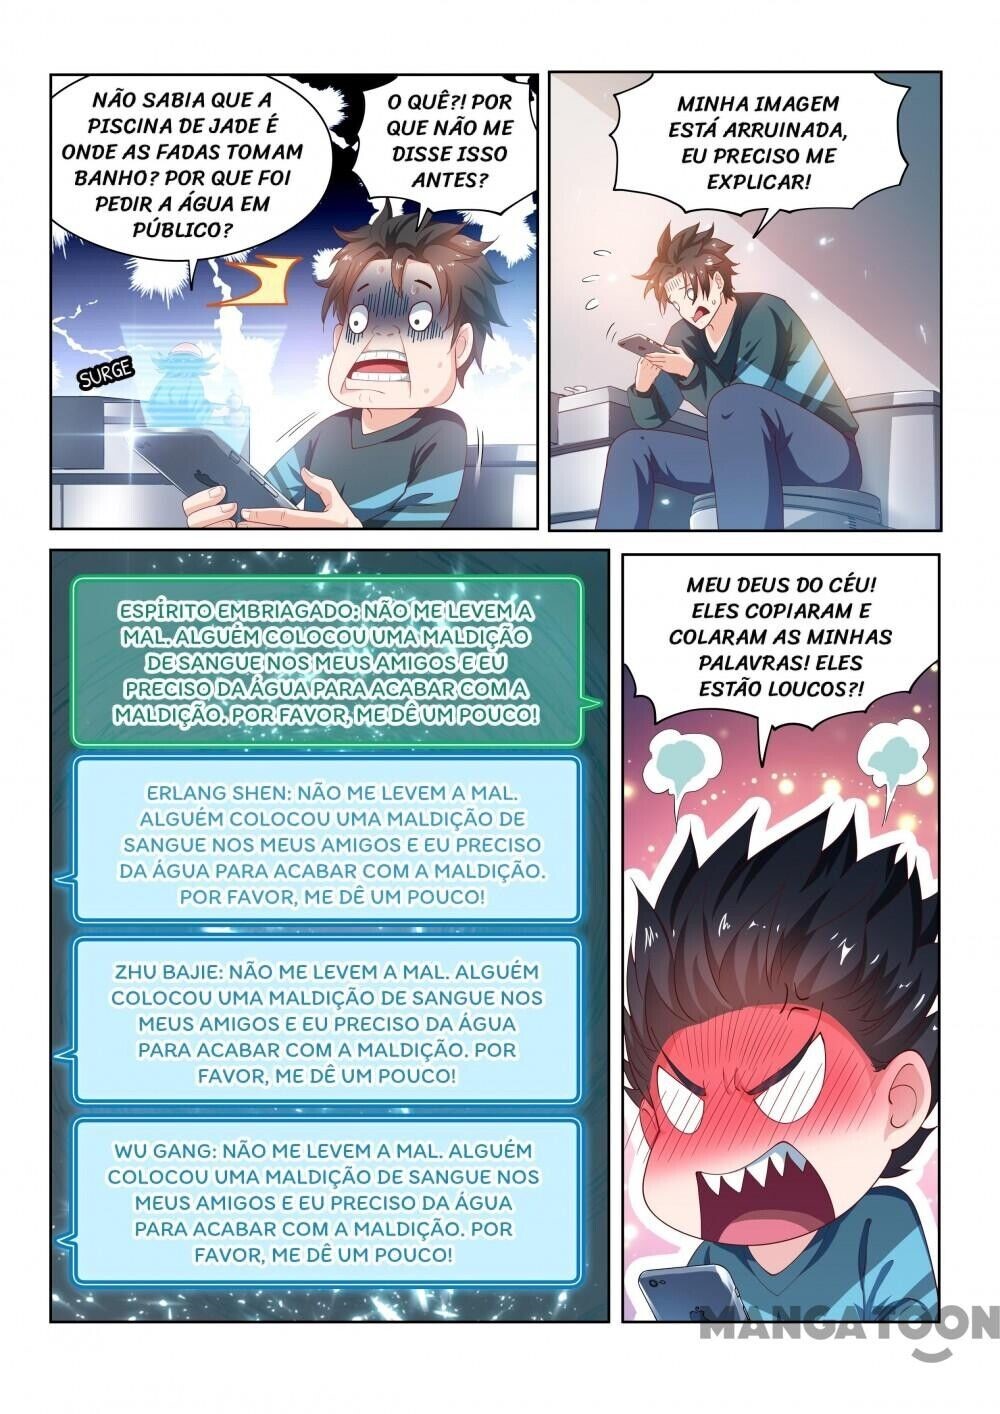 NÃO SABIA QUE A
PISCINA DE JADE É
ONDE AS FADAS TOMAM
BANHO? POR QUE FOI
PEDIR A ÁGUA EM
PÚBLICO?
O QUÊ?! POR
QUE NÃO ME
DISSE ISSO
ANTES?
SURGE
MINHA IMAGEM
ESTÁ ARRUINADA,
EU PRECISO ME
EXPLICAR!
ESPÍRITO EMBRIAGADO: NÃO ME LEVEM A
MAL. ALGUÉM COLOCOU UMA MALDIÇÃO
DE SANGUE NOS MEUS AMIGOS E EU
PRECISO DA ÁGUA PARA ACABAR COM A
MALDIÇÃO. POR FAVOR, ME DÊ UM POUCO!
ERLANG SHEN: NÃO ME LEVEM A MAL.
ALGUÉM COLOCOU UMA MALDIÇÃO DE
SANGUE NOS MEUS AMIGOS E EU PRECISO
DA ÁGUA PARA ACABAR COM A MALDIÇÃO.
POR FAVOR, ME DÊ UM POUCO!
ZHU BAJIE: NÃO ME LEVEM A MAL. ALGUÉM
COLOCOU UMA MALDIÇÃO DE SANGUE NOS
MEUS AMIGOS E EU PRECISO DA ÁGUA
PARA ACABAR COM A MALDIÇÃO. POR
FAVOR, ME DÊ UM POUCO!
WU GANG: NÃO ME LEVEM A MAL. ALGUÉM
COLOCOU UMA MALDIÇÃO DE SANGUE NOS
MEUS AMIGOS E EU PRECISO DA ÁGUA
PARA ACABAR COM A MALDIÇÃO. POR
FAVOR, ME DÊ UM POUCO!
MEU DEUS DO CÉU!
ELES COPIARAM E
COLARAM AS MINHAS
PALAVRAS! ELES
ESTÃO LOUCOS?!
MANGATOON